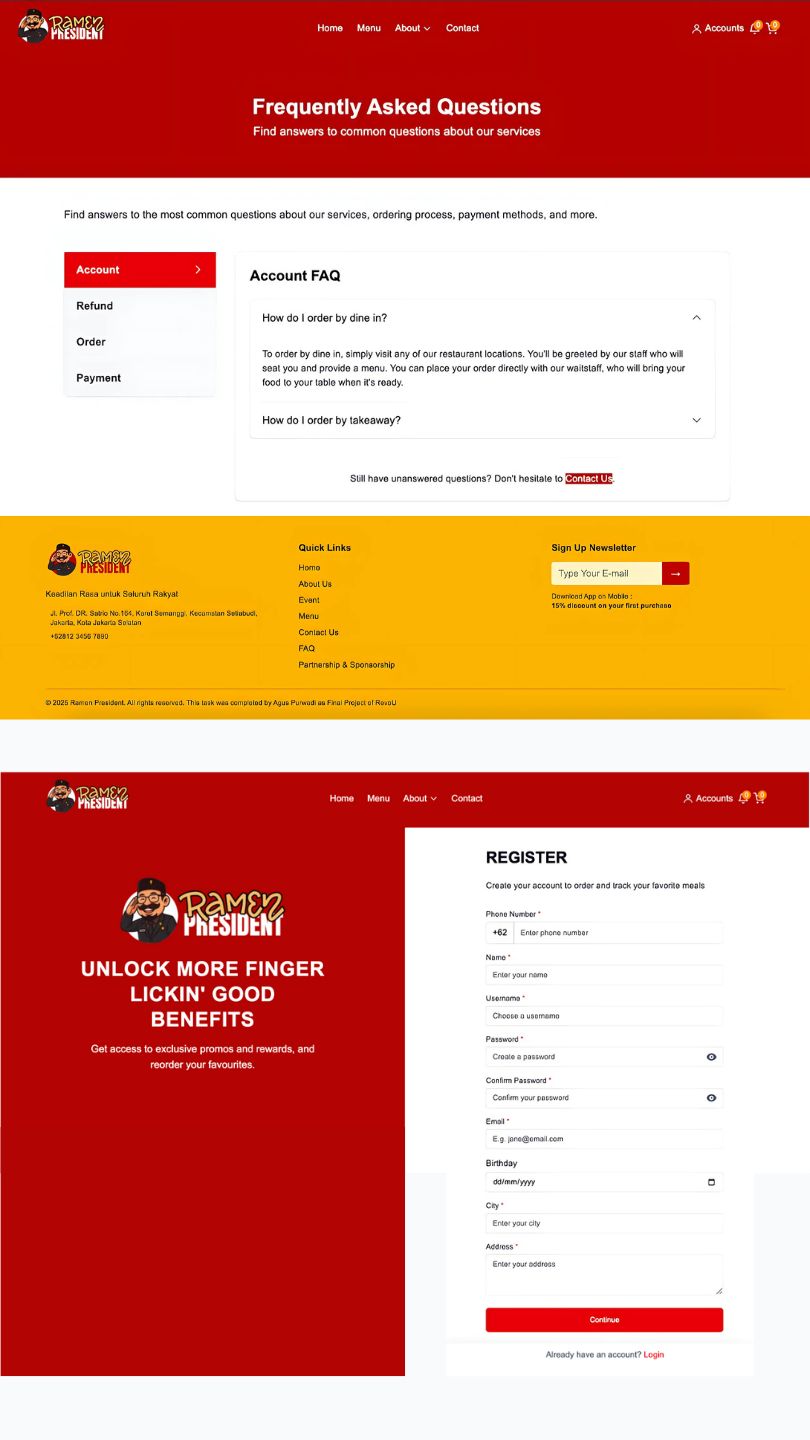 RAMEN
PRESIDENT
Home
Menu
About
Contact
Accounts
0
0
Frequently Asked Questions
Find answers to common questions about our services
Find answers to the most common questions about our services, ordering process, payment methods, and more.
Account
Refund
Order
Payment
Account FAQ
How do I order by dine in?
To order by dine in, simply visit any of our restaurant locations. You'll be greeted by our staff who will
seat you and provide a menu. You can place your order directly with our waitstaff, who will bring your
food to your table when it's ready.
How do I order by takeaway?
Still have unanswered questions? Don't hesitate to Contact Us.
RAMEN
PRESIDENT
Keadilan Rasa untuk Seluruh Rakyat
Jl. Prof. DR. Satrio No.164, Karet Semanggi, Kecamatan Setiabudi,
Jakarta, Kota Jakarta Selatan
+62812 3456 7890
Quick Links
Home
About Us
Event
Menu
Contact Us
FAQ
Partnership & Sponsorship
Sign Up Newsletter
Type Your E-mail
→
Download App on Mobile :
15% discount on your first purchase
© 2025 Ramen President. All rights reserved. This task was completed by Agus Purwadi as Final Project of RevoU
RAMEN
PRESIDENT
Home
Menu
About
Contact
Accounts
0
0
RAMEN
PRESIDENT
UNLOCK MORE FINGER
LICKIN' GOOD
BENEFITS
Get access to exclusive promos and rewards, and
reorder your favourites.
REGISTER
Create your account to order and track your favorite meals
Phone Number *
+62
Enter phone number
Name *
Enter your name
Username *
Choose a username
Password *
Create a password
Confirm Password *
Confirm your password
Email *
E.g. jane@email.com
Birthday
dd/mm/yyyy
City *
Enter your city
Address *
Enter your address
Continue
Already have an account? Login